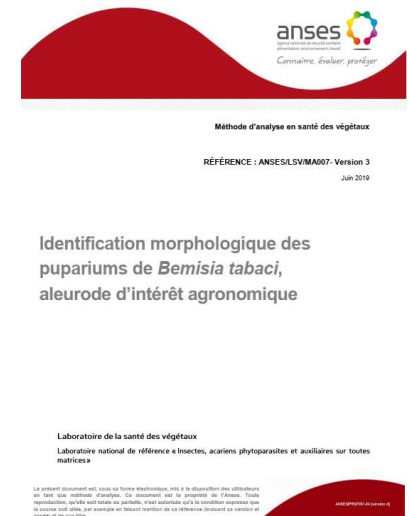 anses
agence nationale de sécurité sanitaire
alimentation, environnement, travail
Connaître, évaluer, protéger
Méthode d'analyse en santé des végétaux
RÉFÉRENCE : ANSES/LSV/MA007- Version 3
Juin 2019
Identification morphologique des
pupariums de Bemisia tabaci,
aleurode d'intérêt agronomique
Laboratoire de la santé des végétaux
Laboratoire national de référence « Insectes, acariens phytoparasites et auxiliaires sur toutes
matrices»
Le présent document est, sous sa forme électronique, mis à la disposition des utilisateurs
en tant que méthode d'analyse. Ce document est la propriété de l'Anses. Toute
reproduction, qu'elle soit totale ou partielle, n'est autorisée qu'à la condition expresse que
la source soit citée, par exemple en faisant mention de sa référence (incluant sa version et